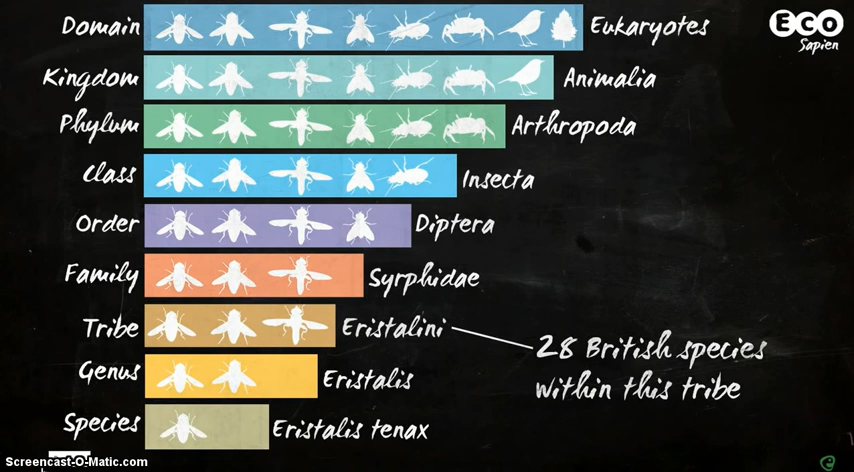 Domain Eukaryotes
ECO
Sapien
Kingdom Animalia
Phylum Arthropoda
Class Insecta
Order Diptera
Family Syrphidae
Tribe Eristalini
28 British species
within this tribe
Genus Eristalis
Species Eristalis tenax
Screencast-O-Matic.com